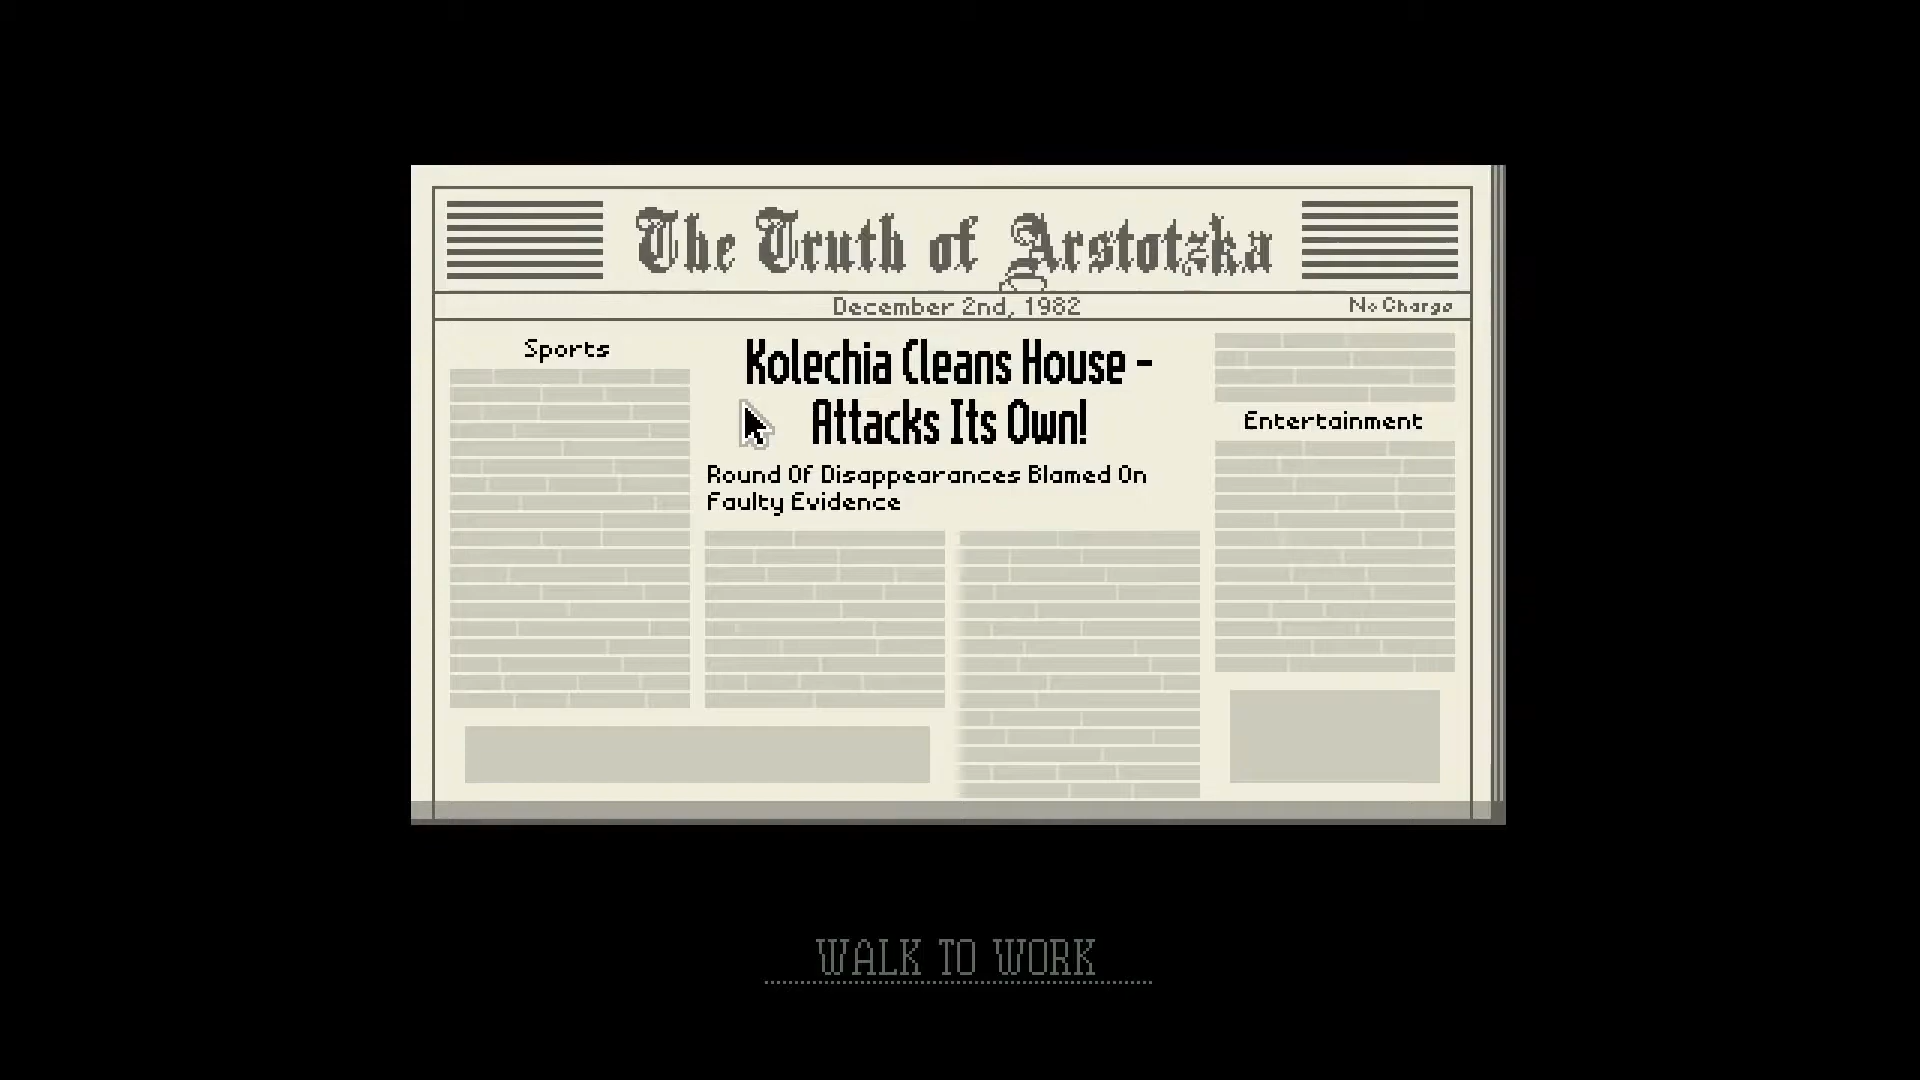 The Truth of Arstotzka
December 2nd, 1982
No Charge
Sports
Kolechia Cleans House -
Attacks Its Own!
Round Of Disappearances Blamed On
Faulty Evidence
Entertainment
WALK TO WORK